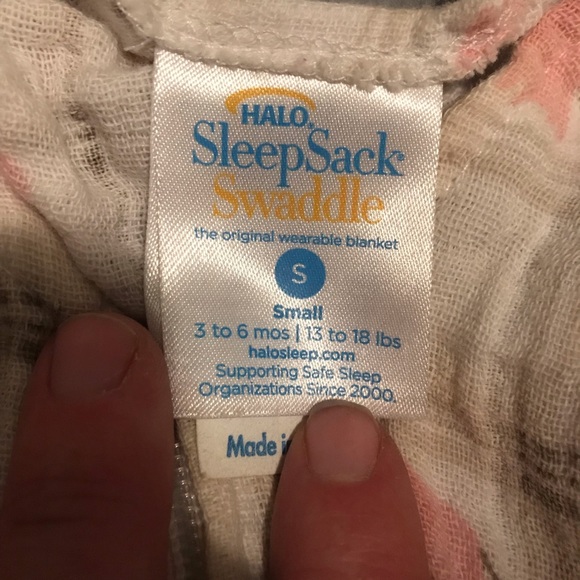 HALO®
SleepSack®
Swaddle
the original wearable blanket
S
Small
3 to 6 mos | 13 to 18 lbs
halosleep.com
Supporting Safe Sleep
Organizations Since 2000.
Made